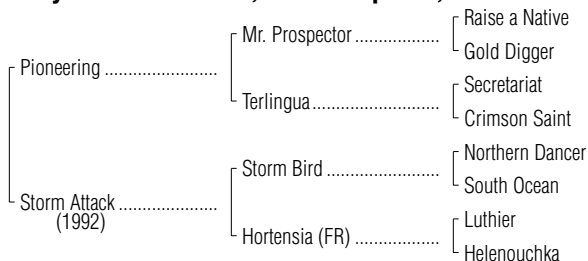 Raise a Native
Mr. Prospector
Gold Digger
Pioneering
Secretariat
Terlingua
Crimson Saint
Northern Dancer
Storm Bird
South Ocean
Storm Attack
(1992)
Luthier
Hortensia (FR)
Helenouchka